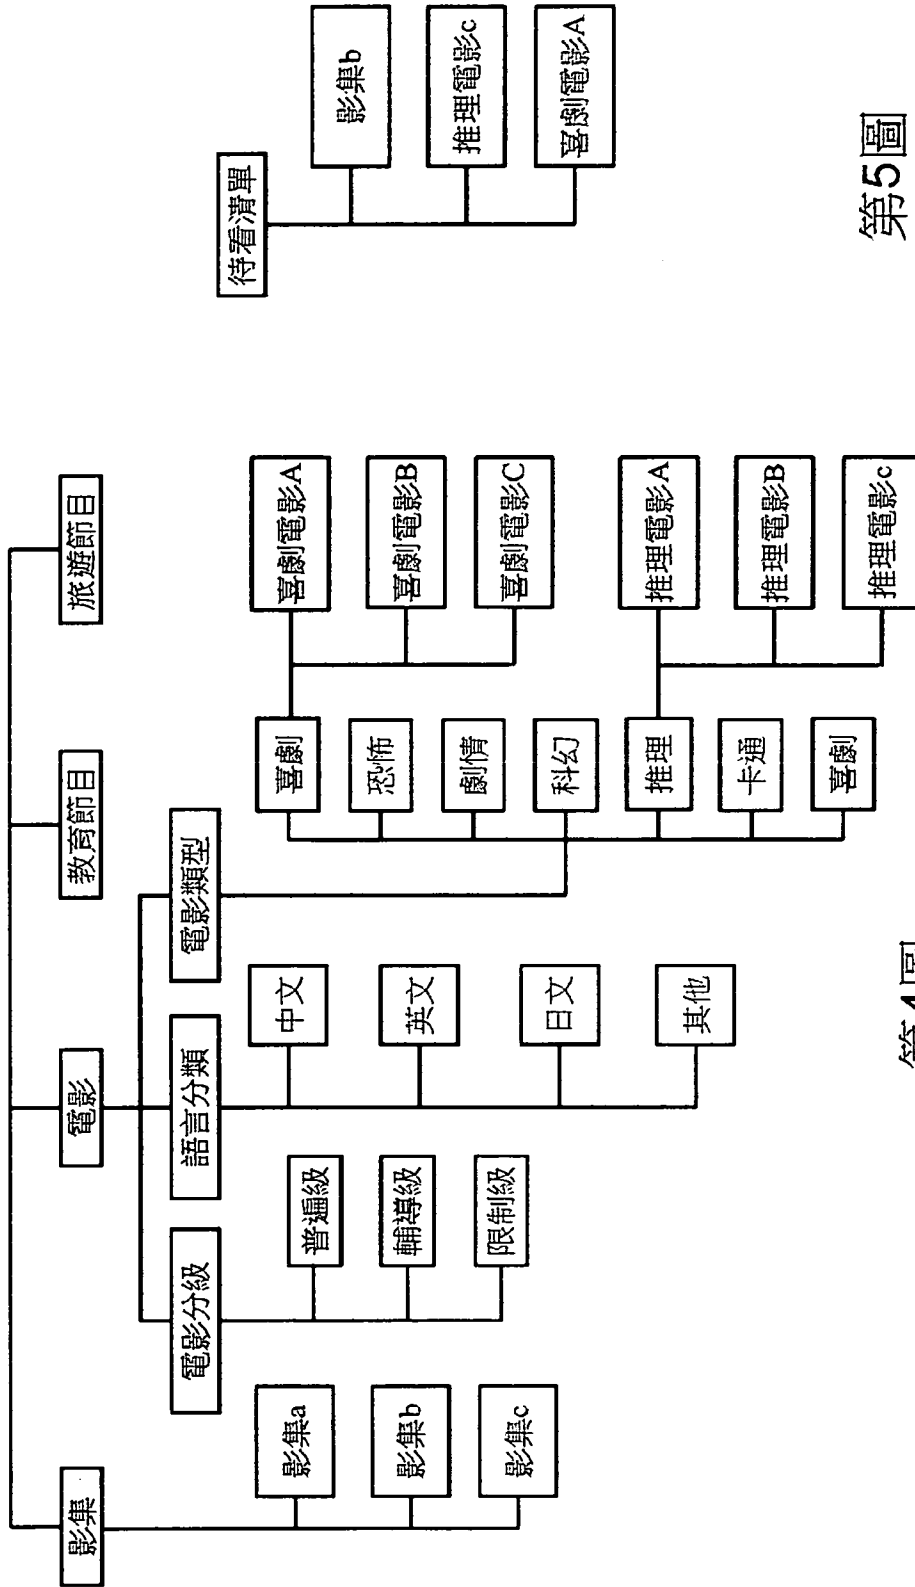 影集
電影
教育節目
旅遊節目
影集a
影集b
影集c
電影分級
語言分類
電影類型
普遍級
輔導級
限制級
中文
英文
日文
其他
喜劇
恐怖
劇情
科幻
推理
卡通
喜劇
喜劇電影A
喜劇電影B
喜劇電影C
推理電影A
推理電影B
推理電影c
第4圖
待看清單
影集b
推理電影c
喜劇電影A
第5圖